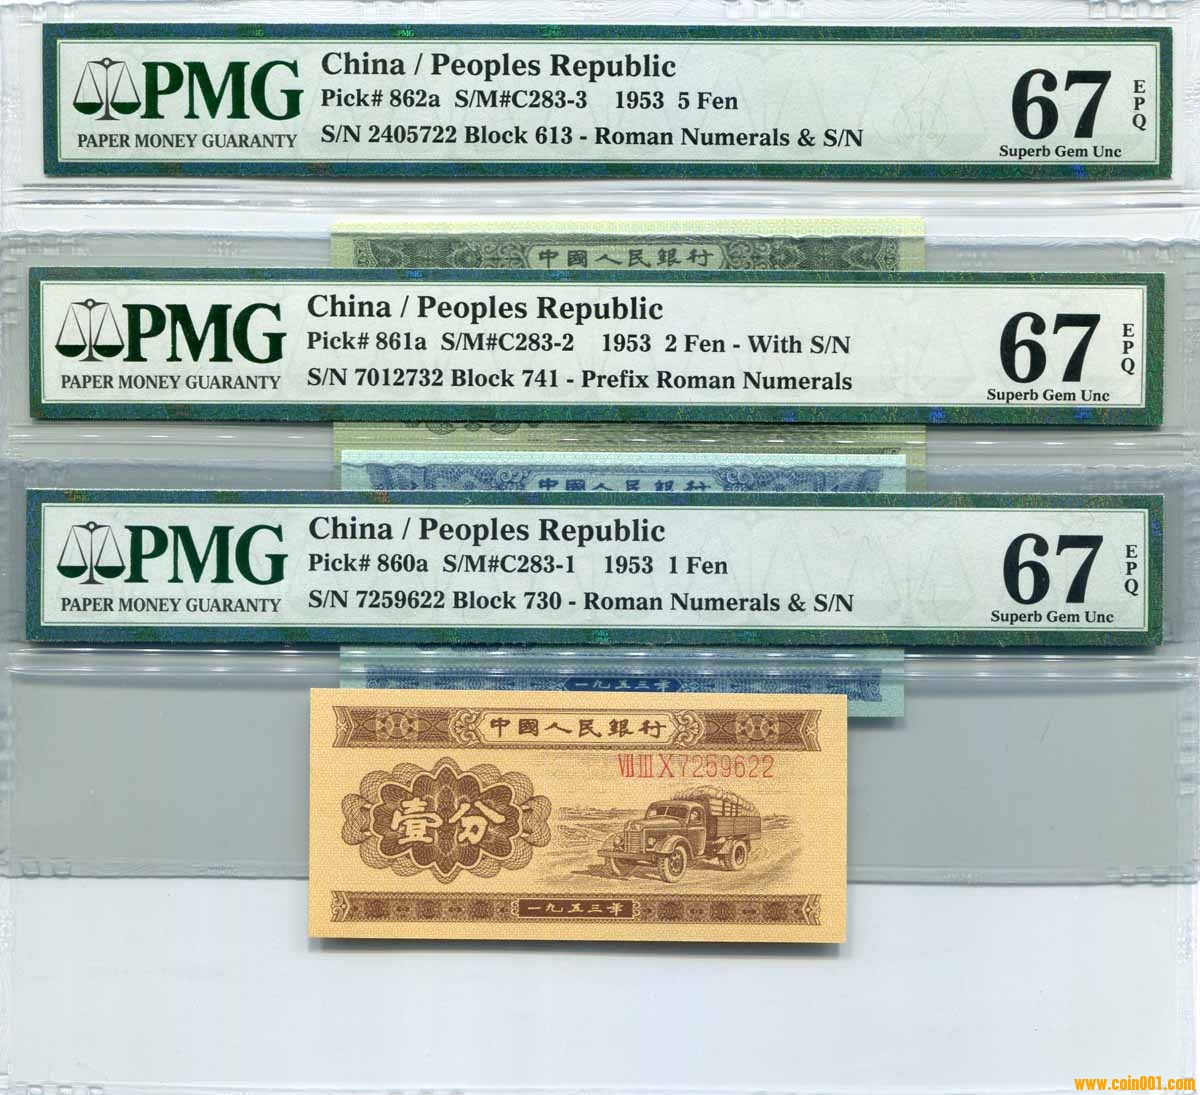 PMG
PAPER MONEY GUARANTY
China / Peoples Republic
Pick# 862a S/M#C283-3 1953 5 Fen
S/N 2405722 Block 613 - Roman Numerals & S/N
67
EPQ
Superb Gem Unc
中國人民銀行
PMG
PAPER MONEY GUARANTY
China / Peoples Republic
Pick# 861a S/M#C283-2 1953 2 Fen - With S/N
S/N 7012732 Block 741 - Prefix Roman Numerals
67
EPQ
Superb Gem Unc
中國人民銀行
PMG
PAPER MONEY GUARANTY
China / Peoples Republic
Pick# 860a S/M#C283-1 1953 1 Fen
S/N 7259622 Block 730 - Roman Numerals & S/N
67
EPQ
Superb Gem Unc
一九五三年
中國人民銀行
VII III X 7259622
壹分
一九五三年
www.coin001.com